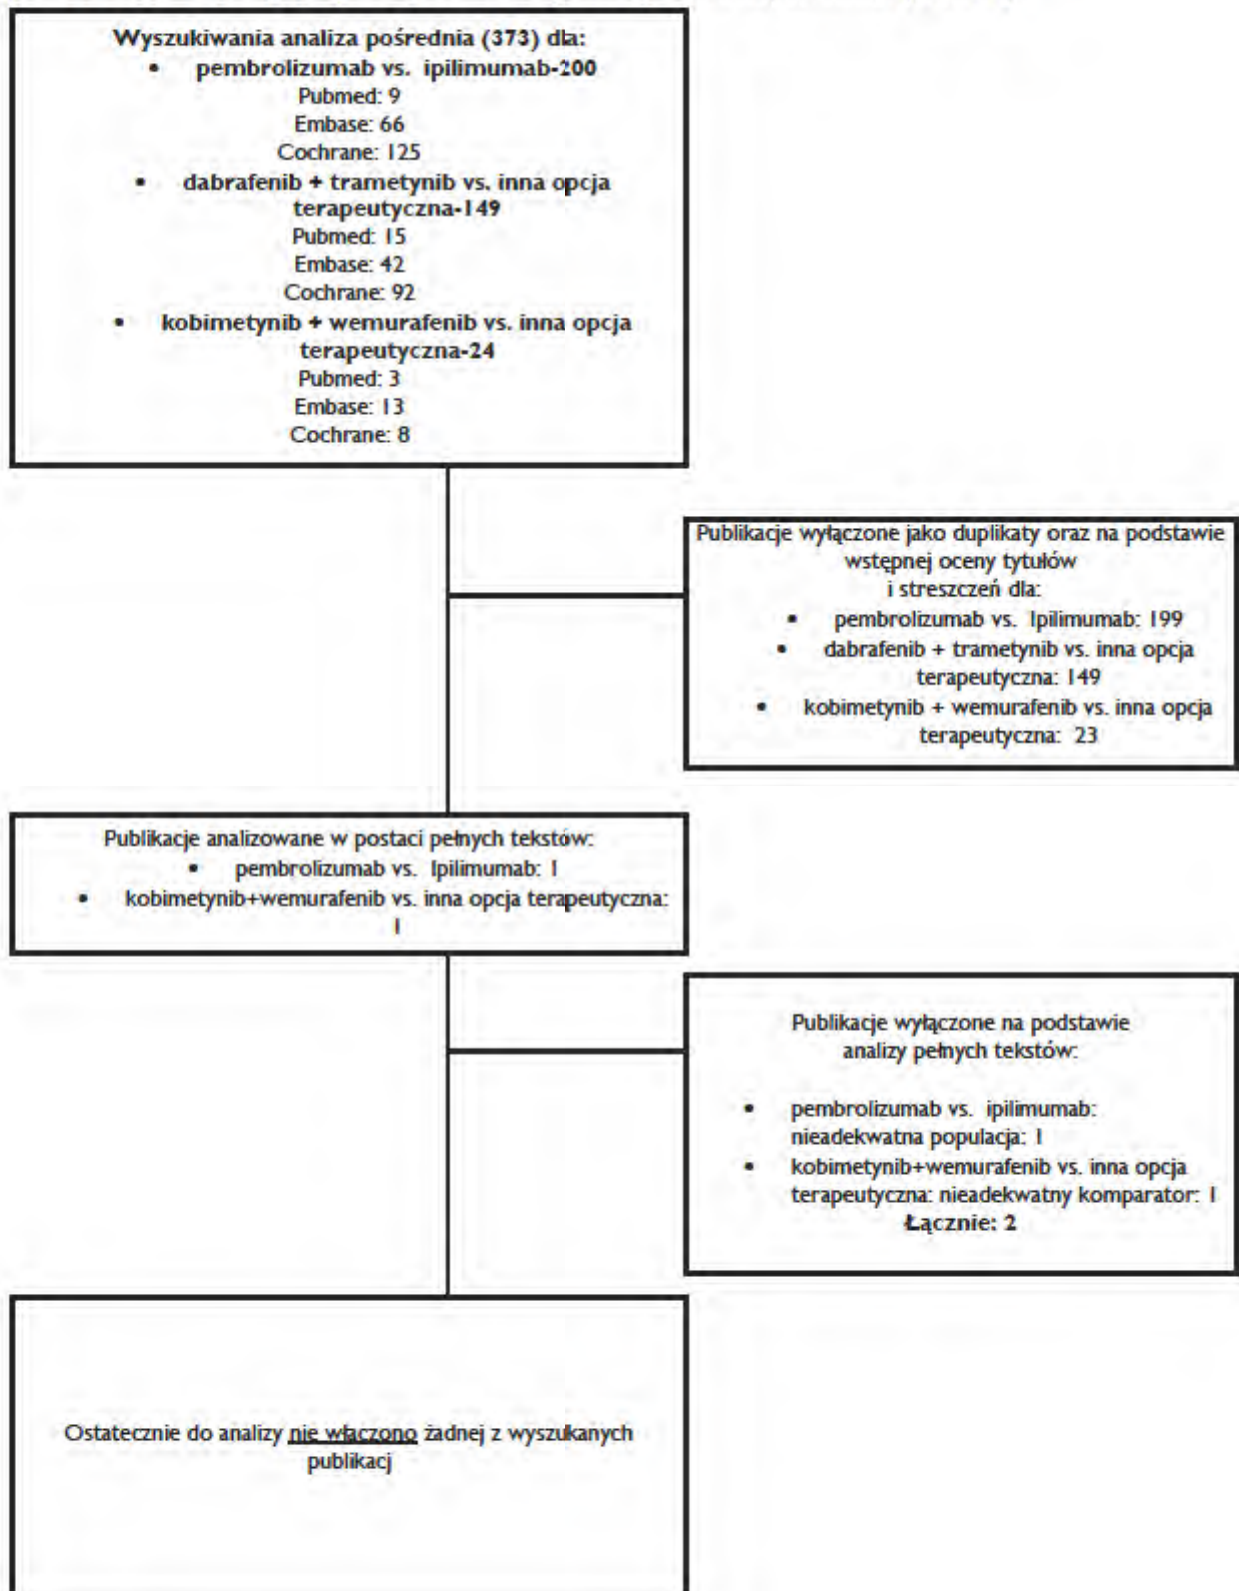 Wyszukiwania analiza pośrednia (373) dla:
• pembrolizumab vs. ipilimumab-200
Pubmed: 9
Embase: 66
Cochrane: 125
• dabrafenib + trametynib vs. inna opcja
terapeutyczna-149
Pubmed: 15
Embase: 42
Cochrane: 92
• kobimetynib + wemurafenib vs. inna opcja
terapeutyczna-24
Pubmed: 3
Embase: 13
Cochrane: 8
Publikacje wyłączone jako duplikaty oraz na podstawie
wstępnej oceny tytułów
i streszczeń dla:
• pembrolizumab vs. Ipilimumab: 199
• dabrafenib + trametynib vs. inna opcja
terapeutyczna: 149
• kobimetynib + wemurafenib vs. inna opcja
terapeutyczna: 23
Publikacje analizowane w postaci pełnych tekstów:
• pembrolizumab vs. Ipilimumab: 1
• kobimetynib+wemurafenib vs. inna opcja terapeutyczna:
1
Publikacje wyłączone na podstawie
analizy pełnych tekstów:
• pembrolizumab vs. ipilimumab:
nieadekwatna populacja: 1
• kobimetynib+wemurafenib vs. inna opcja
terapeutyczna: nieadekwatny komparator: 1
Łącznie: 2
Ostatecznie do analizy nie włączono żadnej z wyszukanych
publikacj